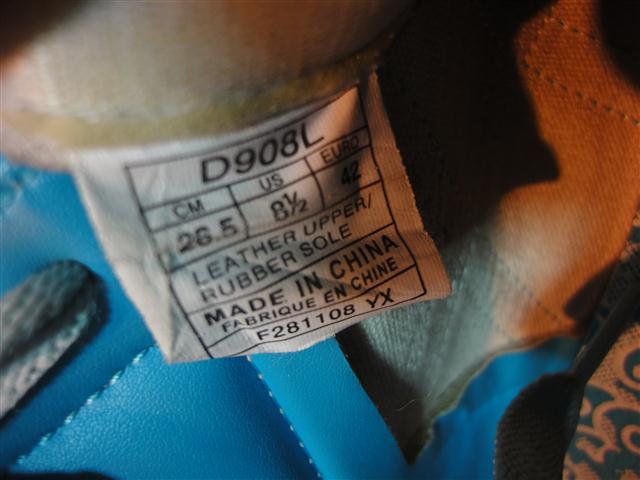 D908L
CM US EURO
26.5 8½ 42
LEATHER UPPER/
RUBBER SOLE
MADE IN CHINA
FABRIQUE EN CHINE
F281108 YX